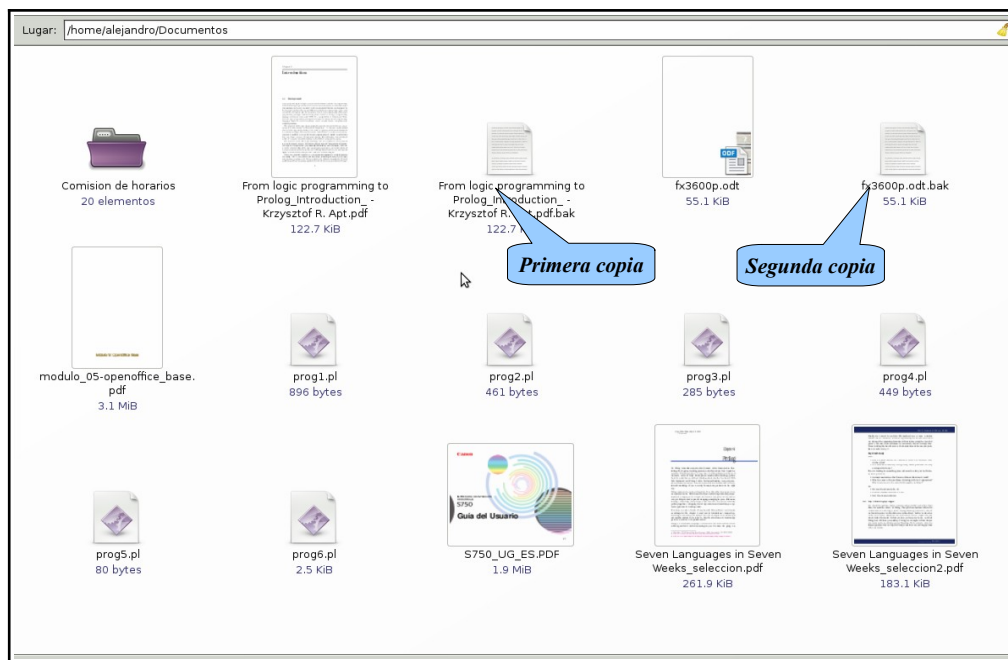 Lugar: /home/alejandro/Documentos
Comision de horarios
20 elementos
From logic programming to
Prolog_Introduction_ -
Krzysztof R. Apt.pdf
122.7 KiB
From logic programming to
Prolog_Introduction_ -
Krzysztof R. Apt.pdf.bak
122.7
ODF
fx3600p.odt
55.1 KiB
fx3600p.odt.bak
55.1 KiB
Primera copia
Segunda copia
modulo_05-openoffice_base.
pdf
3.1 MiB
prog1.pl
896 bytes
prog2.pl
461 bytes
prog3.pl
285 bytes
prog4.pl
449 bytes
prog5.pl
80 bytes
prog6.pl
2.5 KiB
Canon
S750
Guía del Usuario
S750_UG_ES.PDF
1.9 MiB
Prolog
Seven Languages in Seven
Weeks_seleccion.pdf
261.9 KiB
Seven Languages in Seven
Weeks_seleccion2.pdf
183.1 KiB